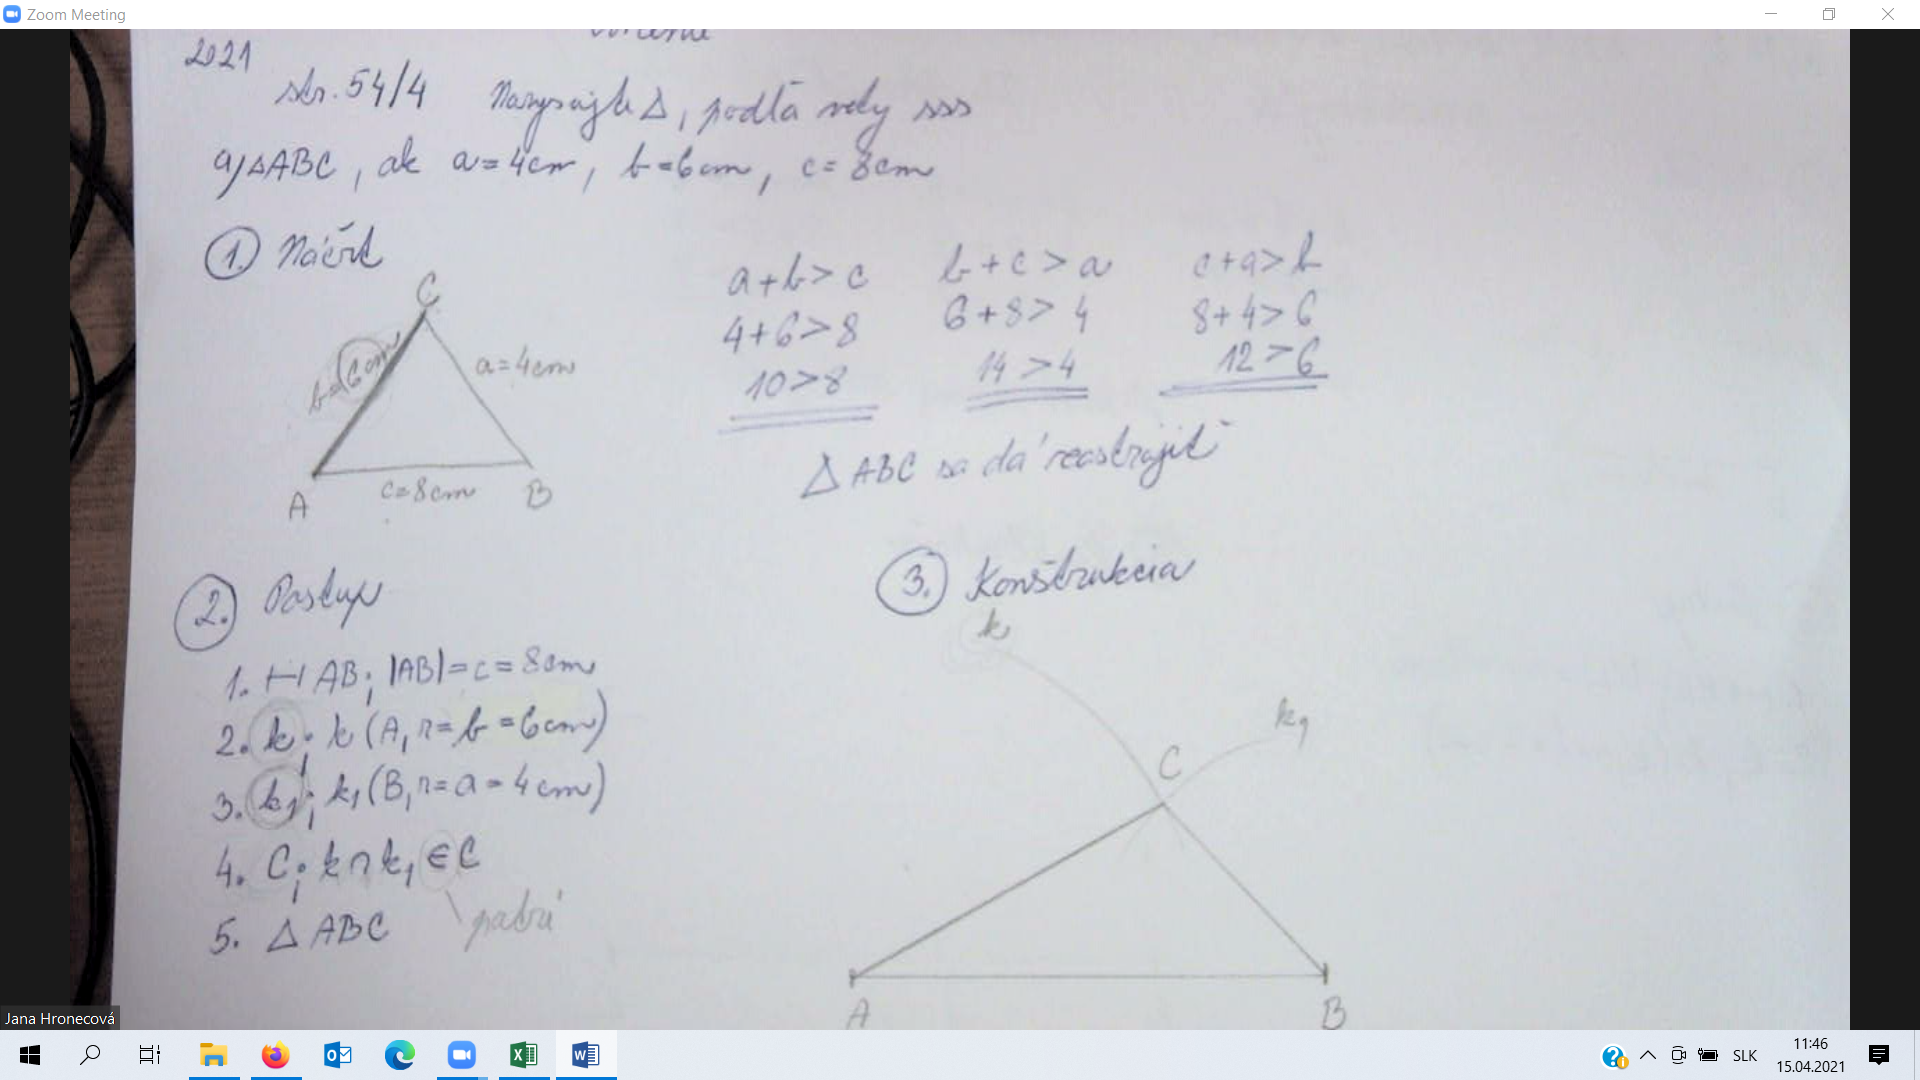 Zoom Meeting
2021
str. 54/4 Narysujte △, podľa vety sss
a) △ABC, ak a = 4cm, b = 6cm, c = 8cm
1. Náčrt
C
b = 6cm
a = 4cm
A
c = 8cm
B
a + b > c
4 + 6 > 8
10 > 8
b + c > a
6 + 8 > 4
14 > 4
c + a > b
8 + 4 > 6
12 > 6
△ ABC sa dá
2. Postup
1. AB; |AB| = c = 8cm
2. k; k (A, r = b = 6cm)
3. k₁; k₁ (B, r = a = 4cm)
4. C; k ∩ k₁ ∈ C
patrí
5. △ ABC
3. Konštrukcia
k
k₁
C
A
B
Jana Hronecová
SLK
11:46
15.04.2021